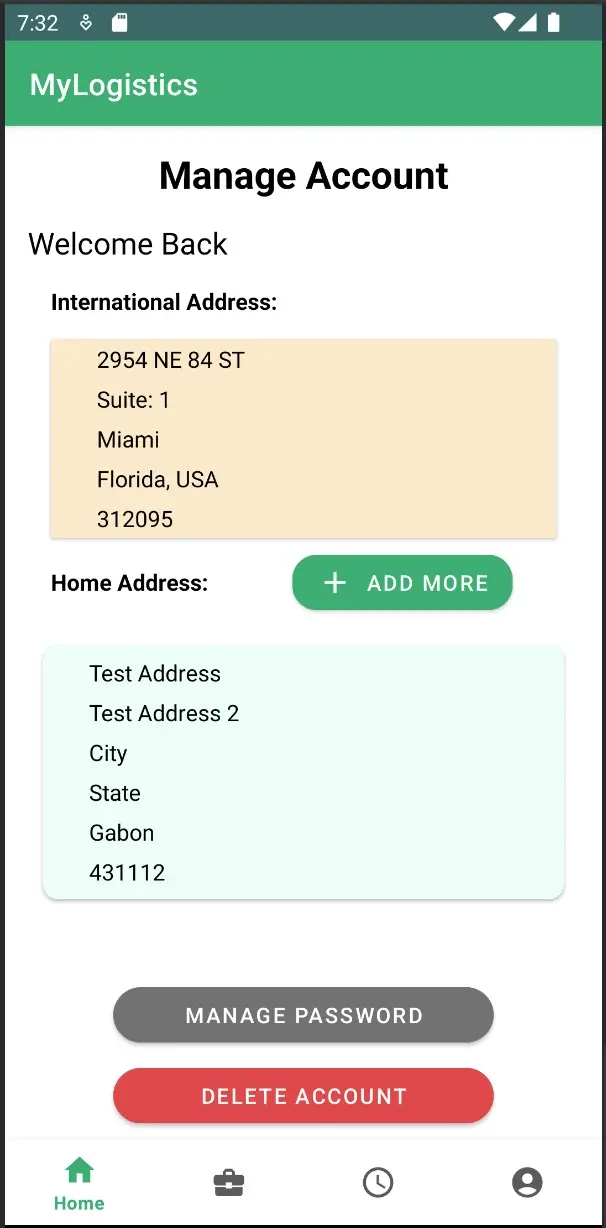 7:32
MyLogistics
Manage Account
Welcome Back
International Address:
2954 NE 84 ST
Suite: 1
Miami
Florida, USA
312095
Home Address:
ADD MORE
Test Address
Test Address 2
City
State
Gabon
431112
MANAGE PASSWORD
DELETE ACCOUNT
Home